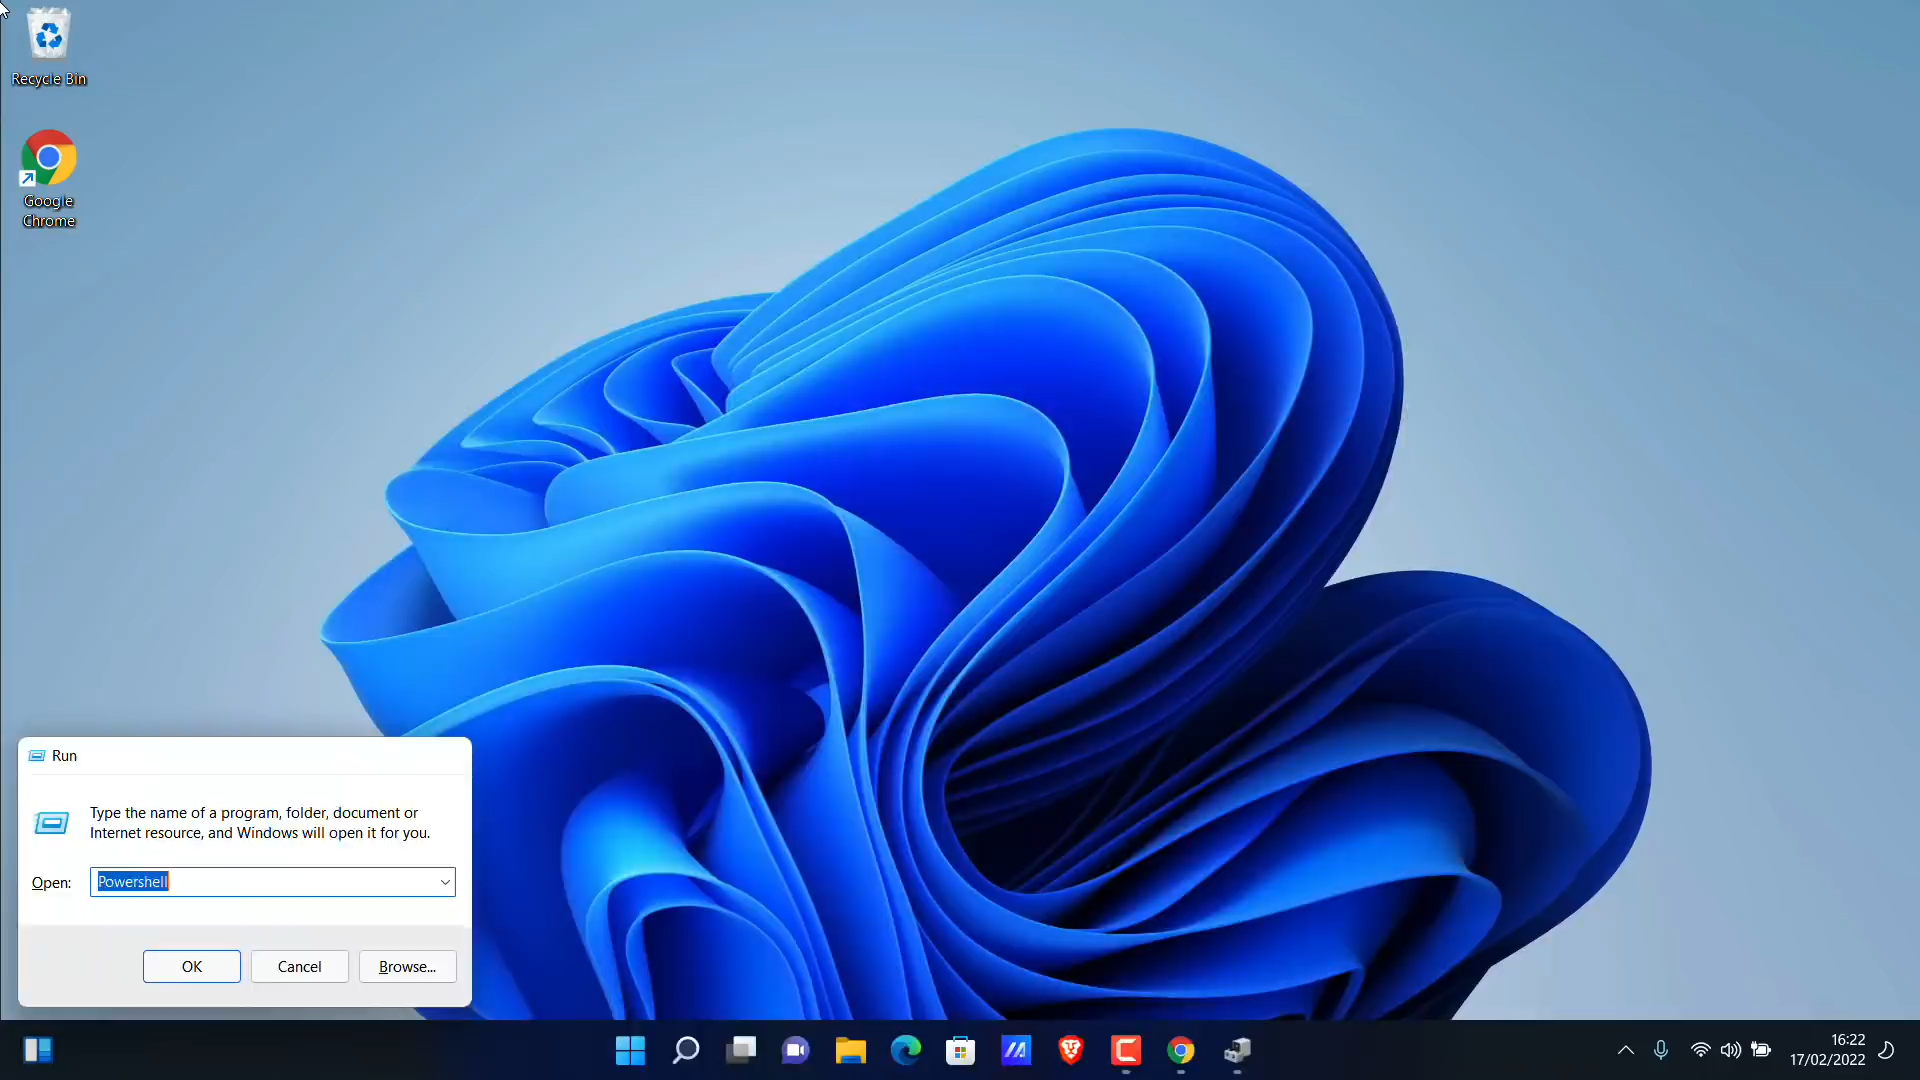 Recycle Bin
Google
Chrome
Run
Type the name of a program, folder, document or
Internet resource, and Windows will open it for you.
Open: Powershell
OK Cancel Browse...
16:22
17/02/2022